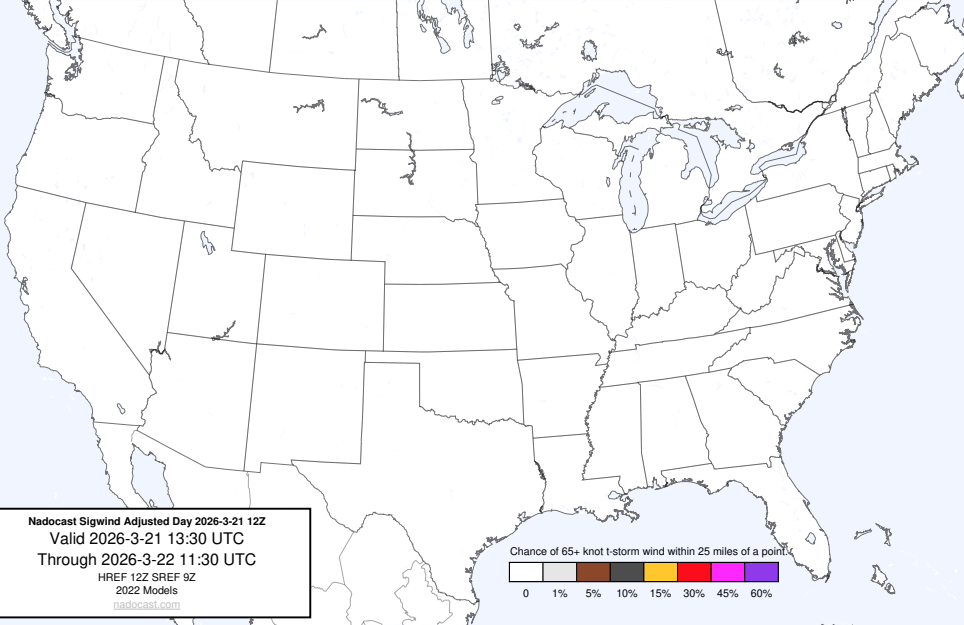 Nadocast Sigwind Adjusted Day 2026-3-21 12Z
Valid 2026-3-21 13:30 UTC
Through 2026-3-22 11:30 UTC
HREF 12Z SREF 9Z
2022 Models
nadocast.com
Chance of 65+ knot t-storm wind within 25 miles of a point.
0 1% 5% 10% 15% 30% 45% 60%